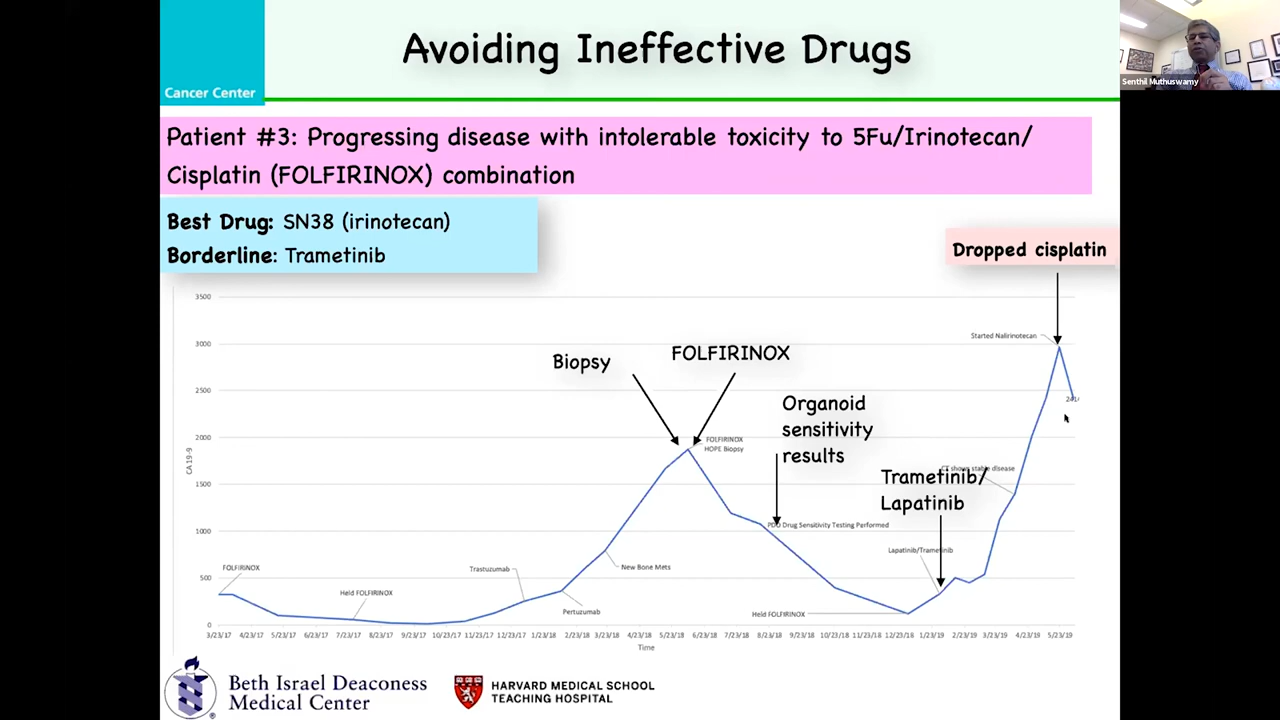 Avoiding Ineffective Drugs
Cancer Center
Senthil Muthuswamy
Patient #3: Progressing disease with intolerable toxicity to 5Fu/Irinotecan/
Cisplatin (FOLFIRINOX) combination
Best Drug: SN38 (irinotecan)
Borderline: Trametinib
Dropped cisplatin
3500
3000
2500
2000
1500
1000
500
0
CA 19-9
Started Nalirinotecan
Biopsy
FOLFIRINOX
Organoid
sensitivity
results
FOLFIRINOX
HOPE Biopsy
CT shows stable disease
Trametinib/
Lapatinib
PDO Drug Sensitivity Testing Performed
Lapatinib/Trametinib
FOLFIRINOX
Held FOLFIRINOX
Trastuzumab
New Bone Mets
Pertuzumab
Held FOLFIRINOX
3/23/17 4/23/17 5/23/17 6/23/17 7/23/17 8/23/17 9/23/17 10/23/17 11/23/17 12/23/17 1/23/18 2/23/18 3/23/18 4/23/18 5/23/18 6/23/18 7/23/18 8/23/18 9/23/18 10/23/18 11/23/18 12/23/18 1/23/19 2/23/19 3/23/19 4/23/19 5/23/19
Time
Beth Israel Deaconess
Medical Center
HARVARD MEDICAL SCHOOL
TEACHING HOSPITAL